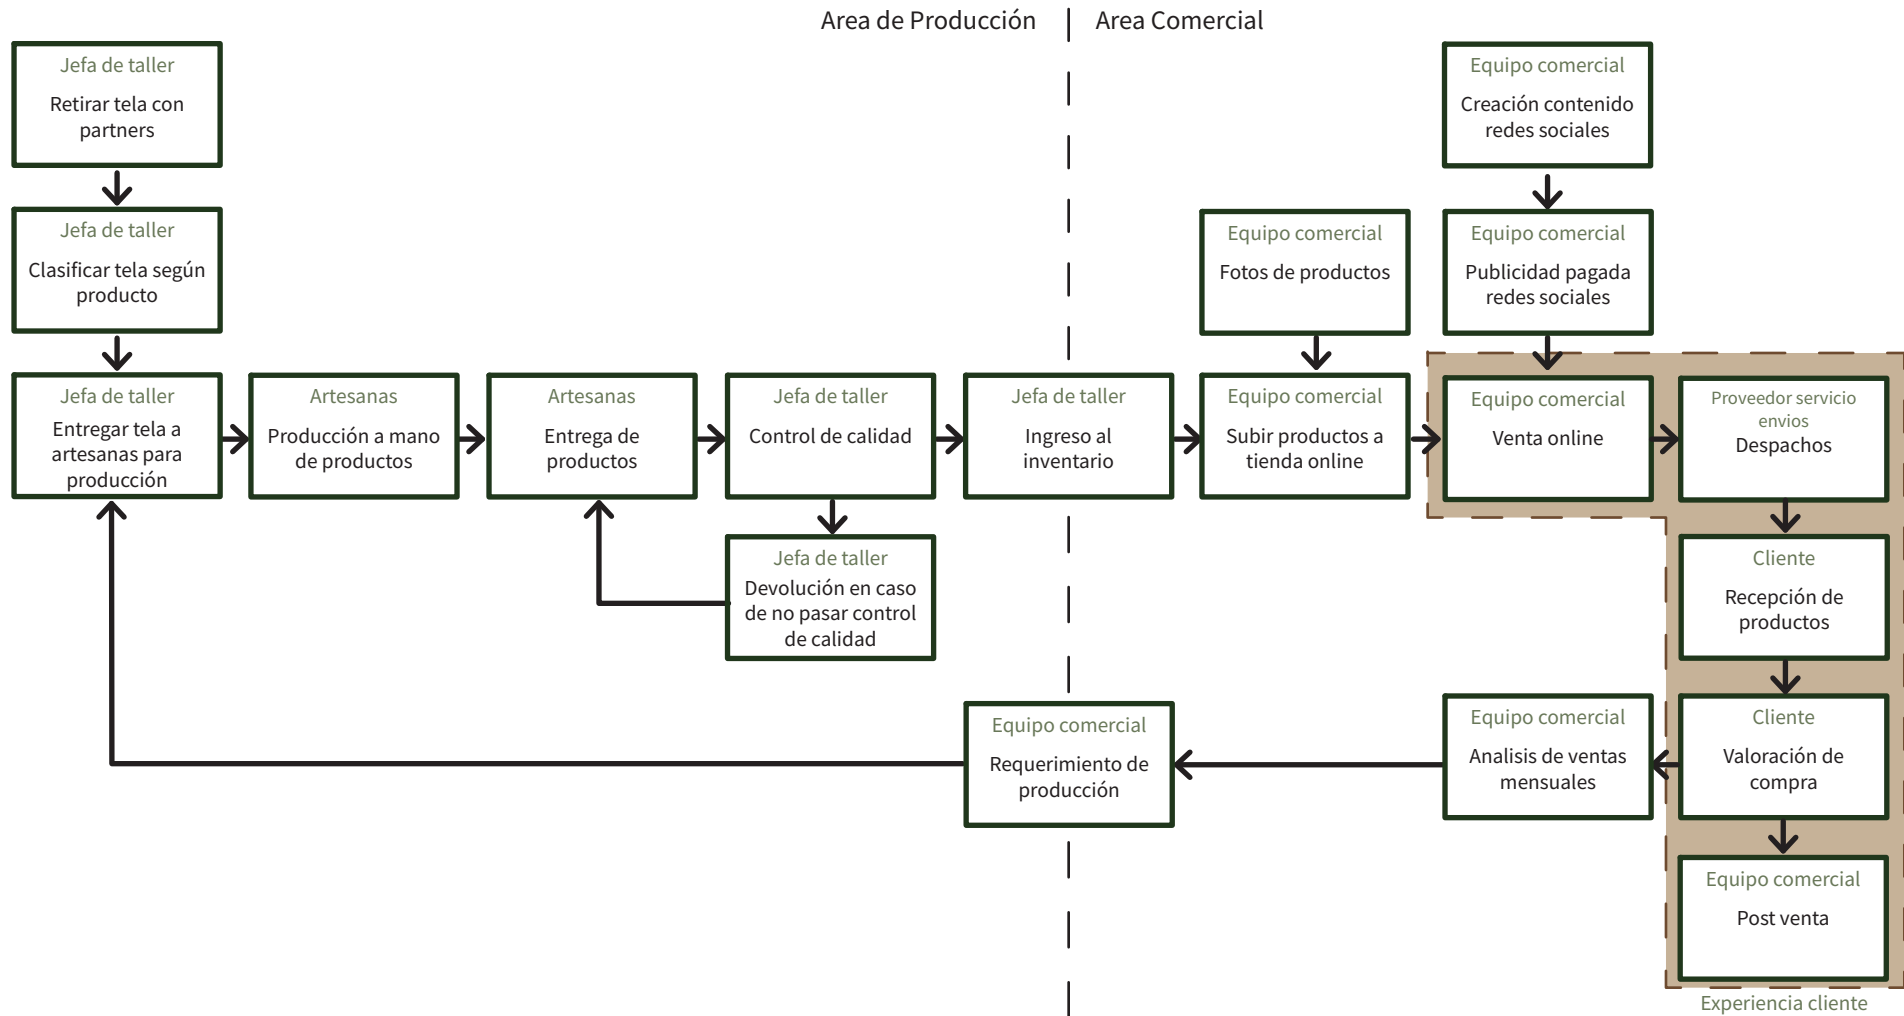 Area de Producción
Area Comercial
Jefa de taller
Retirar tela con
partners
Equipo comercial
Creación contenido
redes sociales
Jefa de taller
Clasificar tela según
producto
Equipo comercial
Fotos de productos
Equipo comercial
Publicidad pagada
redes sociales
Jefa de taller
Entregar tela a
artesanas para
producción
Artesanas
Producción a mano
de productos
Artesanas
Entrega de
productos
Jefa de taller
Control de calidad
Jefa de taller
Ingreso al
inventario
Equipo comercial
Subir productos a
tienda online
Equipo comercial
Venta online
Proveedor servicio
envios
Despachos
Jefa de taller
Devolución en caso
de no pasar control
de calidad
Cliente
Recepción de
productos
Equipo comercial
Requerimiento de
producción
Equipo comercial
Analisis de ventas
mensuales
Cliente
Valoración de
compra
Equipo comercial
Post venta
Experiencia cliente